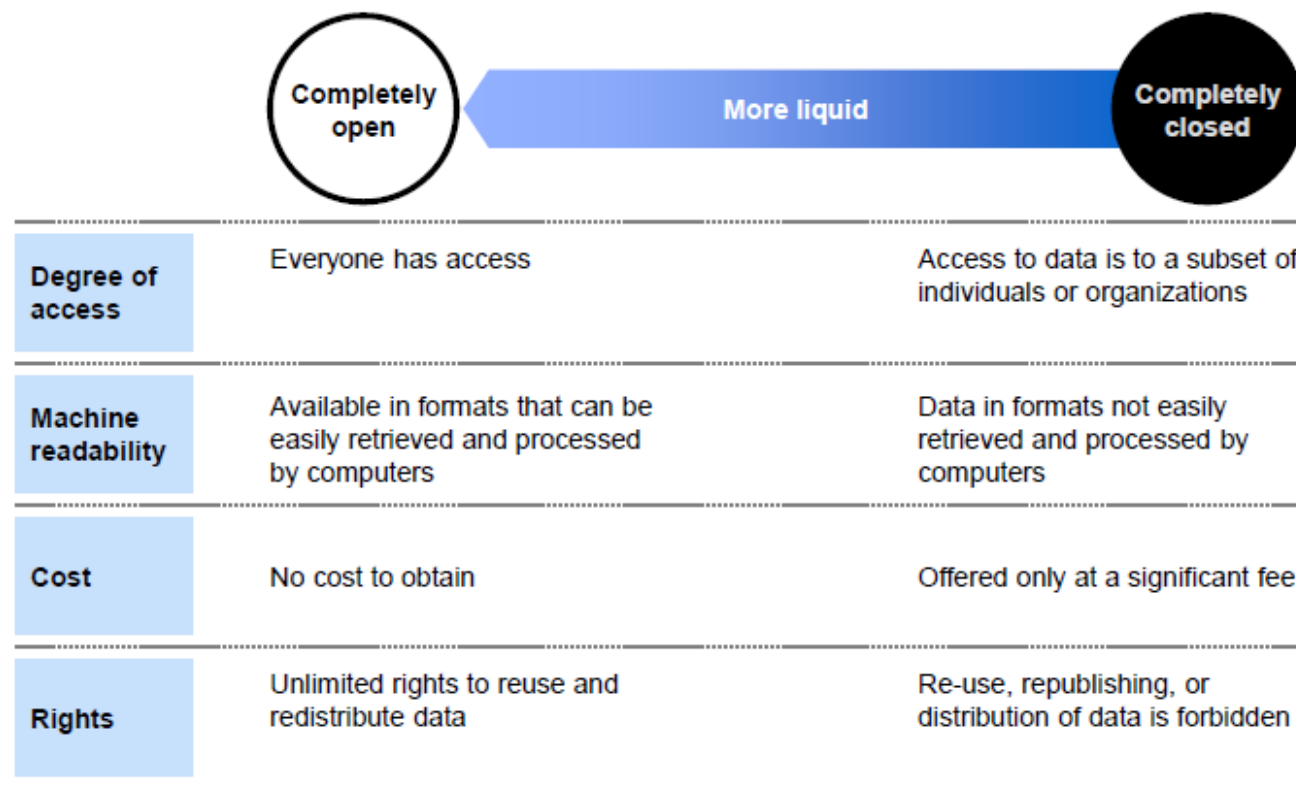 Completely
open
More liquid
Completely
closed
Degree of
access
Everyone has access
Access to data is to a subset of
individuals or organizations
Machine
readability
Available in formats that can be
easily retrieved and processed
by computers
Data in formats not easily
retrieved and processed by
computers
Cost
No cost to obtain
Offered only at a significant fee
Rights
Unlimited rights to reuse and
redistribute data
Re-use, republishing, or
distribution of data is forbidden